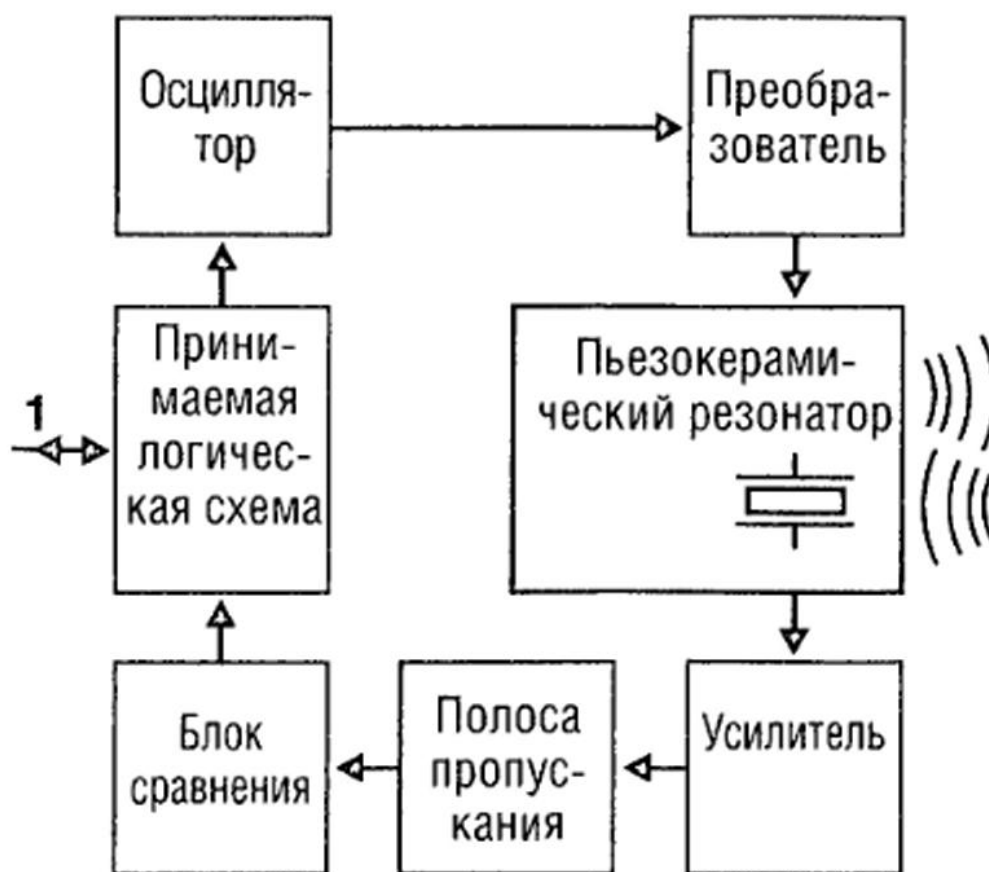 Осцилля-
тор
Преобра-
зователь
Прини-
маемая
логичес-
кая схема
1
Пьезокерами-
ческий резонатор
Блок
сравнения
Полоса
пропус-
кания
Усилитель